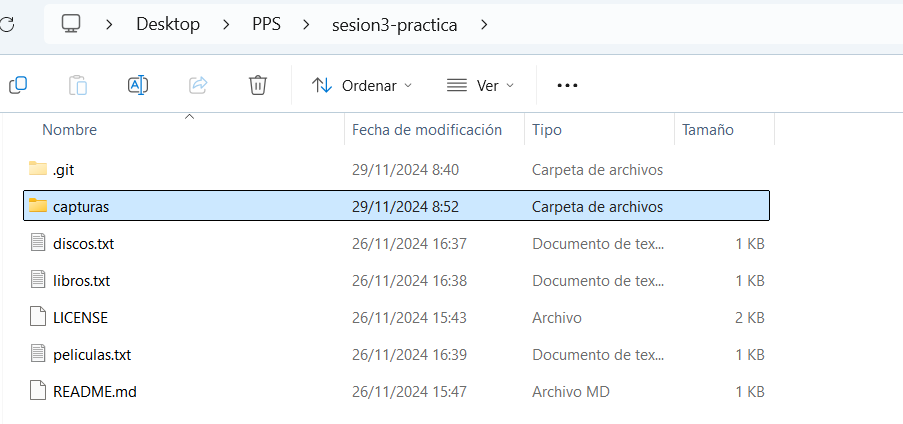 Desktop > PPS > sesion3-practica >
Ordenar Ver
Nombre Fecha de modificación Tipo Tamaño
.git 29/11/2024 8:40 Carpeta de archivos
capturas 29/11/2024 8:52 Carpeta de archivos
discos.txt 26/11/2024 16:37 Documento de tex... 1 KB
libros.txt 26/11/2024 16:38 Documento de tex... 1 KB
LICENSE 26/11/2024 15:43 Archivo 2 KB
peliculas.txt 26/11/2024 16:39 Documento de tex... 1 KB
README.md 26/11/2024 15:47 Archivo MD 1 KB